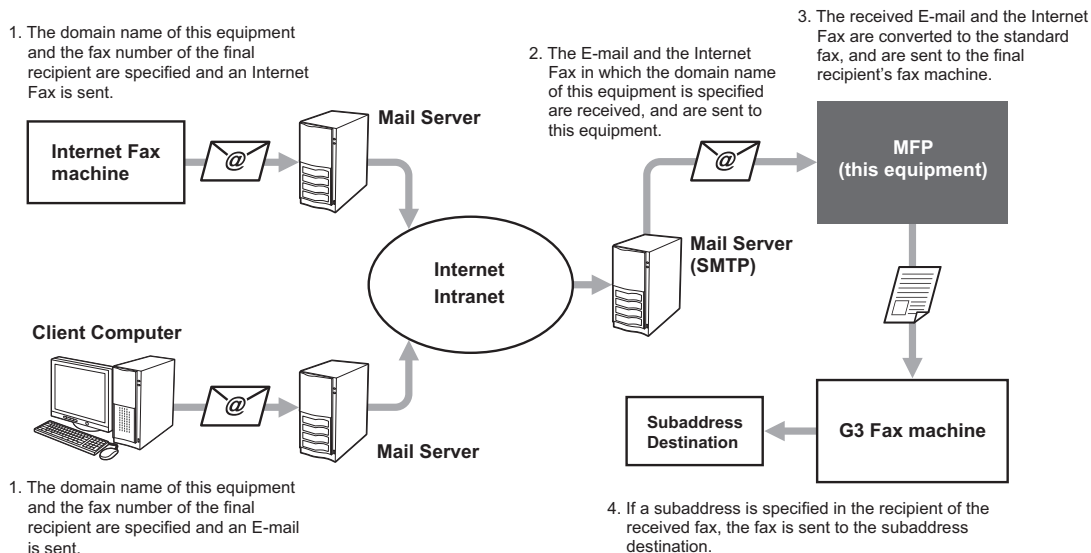 1. The domain name of this equipment
and the fax number of the final
recipient are specified and an Internet
Fax is sent.
2. The E-mail and the Internet
Fax in which the domain name
of this equipment is specified
are received, and are sent to
this equipment.
3. The received E-mail and the Internet
Fax are converted to the standard
fax, and are sent to the final
recipient's fax machine.
Internet Fax
machine
@
Mail Server
@
MFP
(this equipment)
Internet
Intranet
Mail Server
(SMTP)
Client Computer
@
Mail Server
Subaddress
Destination
G3 Fax machine
1. The domain name of this equipment
and the fax number of the final
recipient are specified and an E-mail
is sent.
4. If a subaddress is specified in the recipient of the
received fax, the fax is sent to the subaddress
destination.